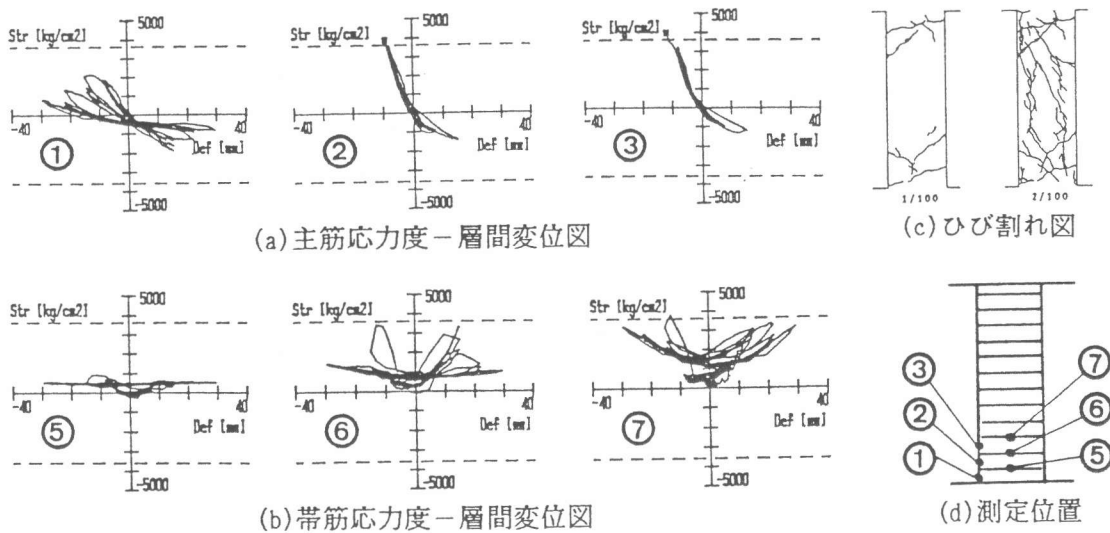 Str [kg/cm2]
5000
-40
40
Def [mm]
-5000
①
Str [kg/cm2]
5000
-40
40
Def [mm]
-5000
②
Str [kg/cm2]
5000
-40
40
Def [mm]
-5000
③
(a)主筋応力度－層間変位図
1/100
2/100
(c)ひび割れ図
Str [kg/cm2]
5000
-40
40
Def [mm]
-5000
⑤
Str [kg/cm2]
5000
-40
40
Def [mm]
-5000
⑥
Str [kg/cm2]
5000
-40
40
Def [mm]
-5000
⑦
(b)帯筋応力度－層間変位図
③
②
①
⑦
⑥
⑤
(d)測定位置